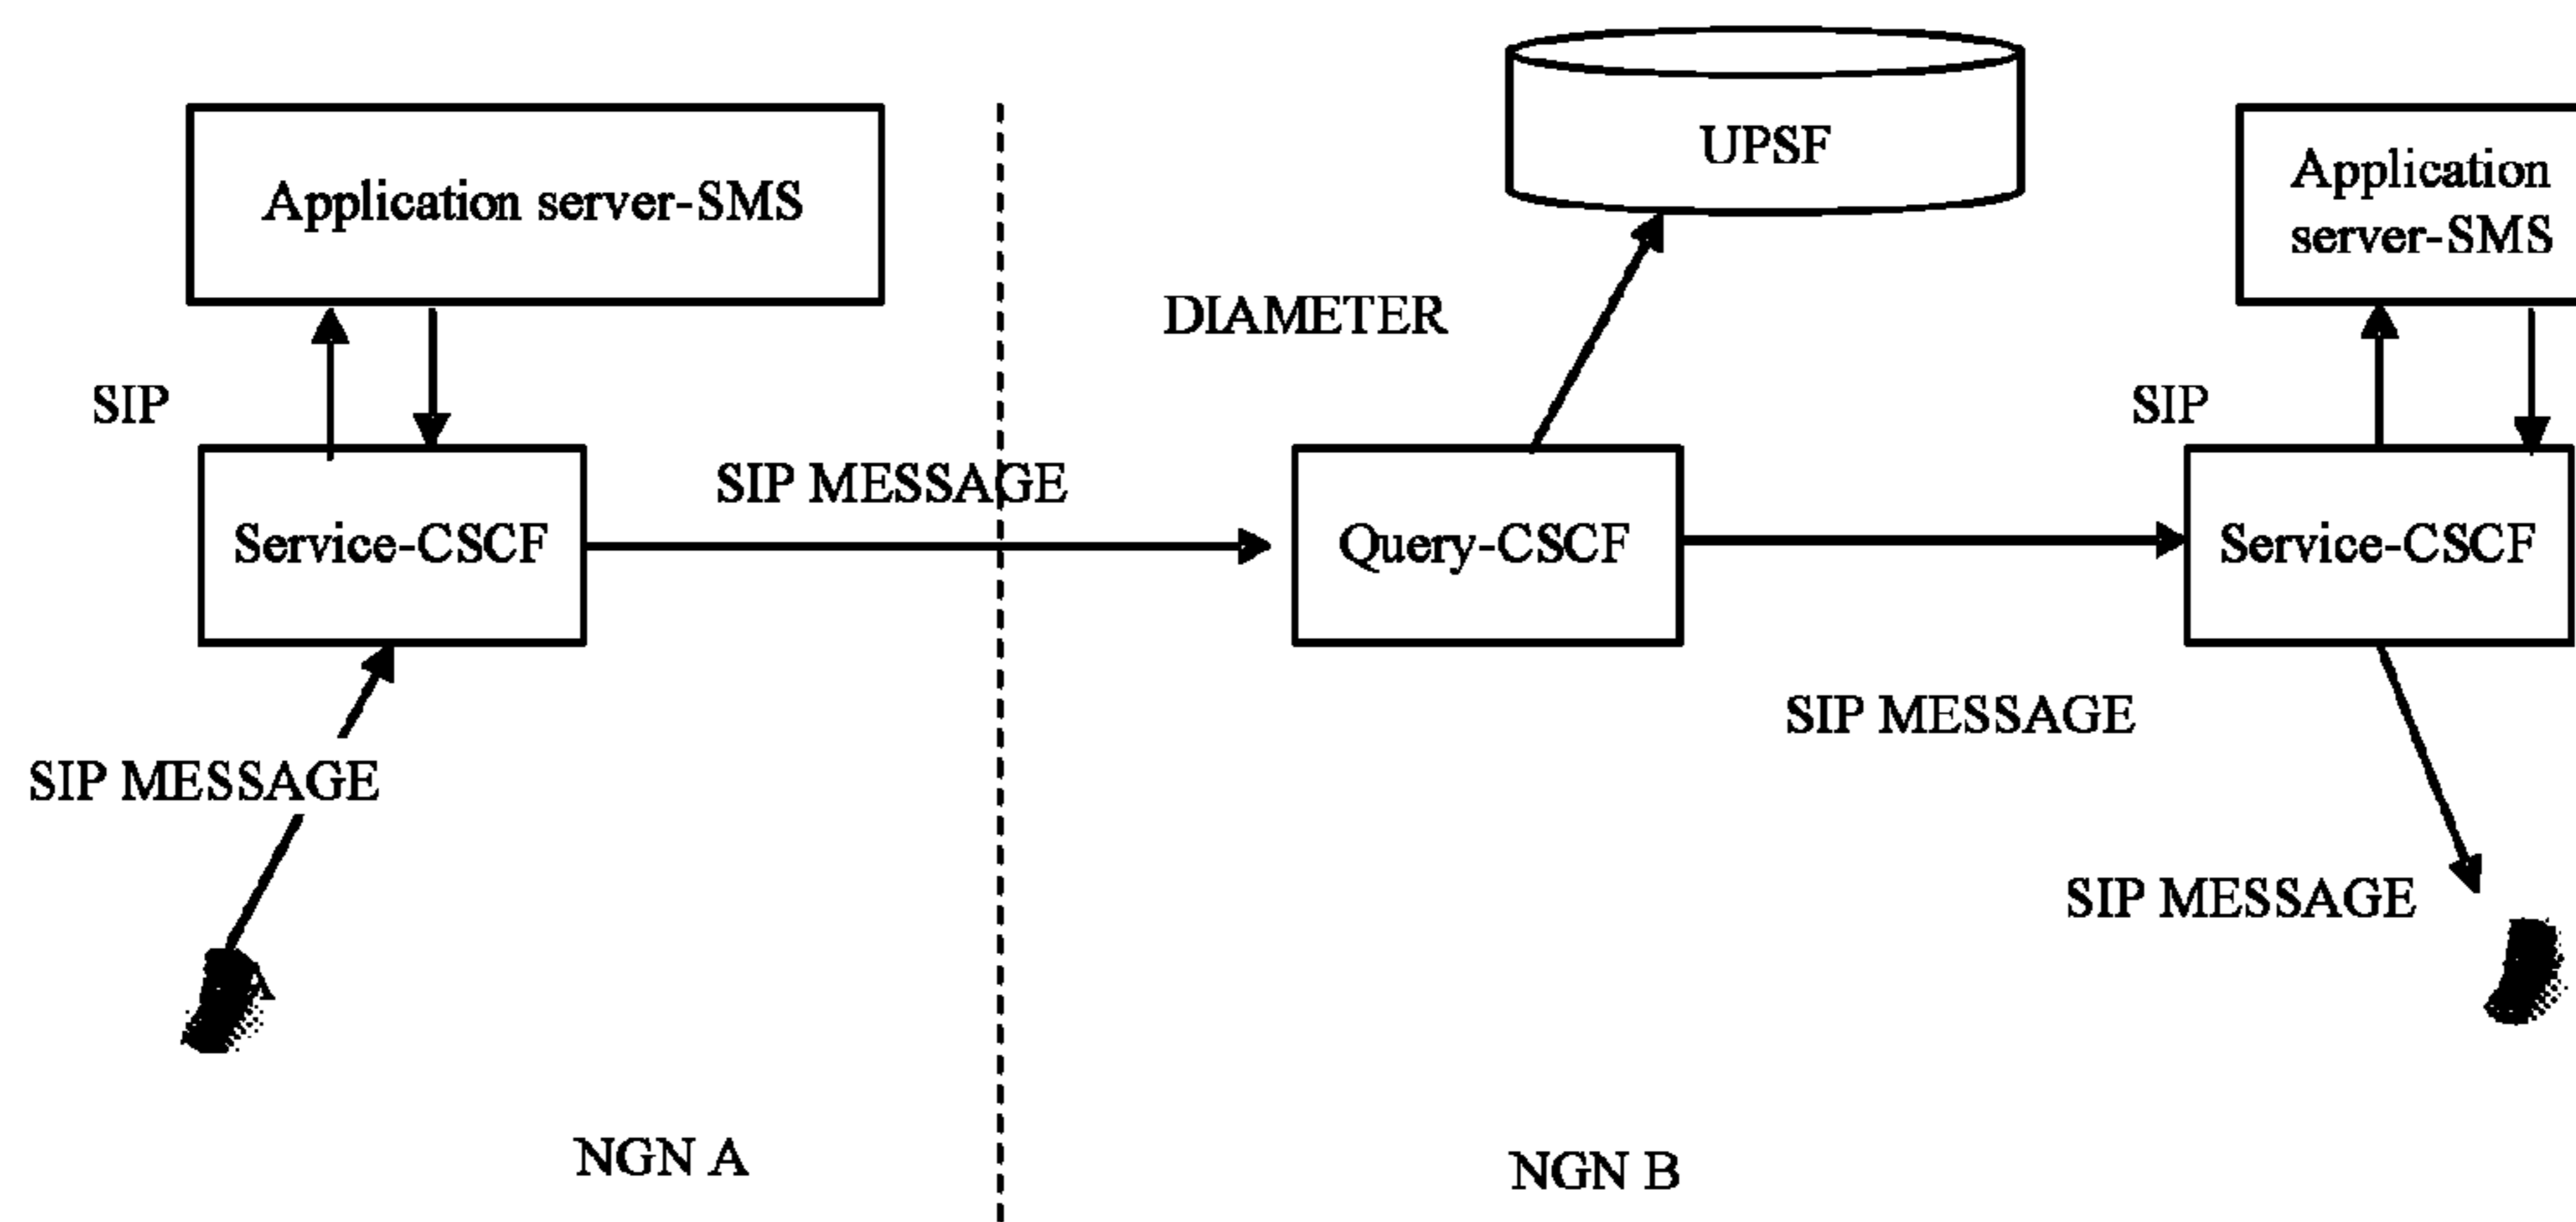 UPSF
Application server-SMS
Application
server-SMS
DIAMETER
SIP
SIP
SIP MESSAGE
Service-CSCF
Query-CSCF
Service-CSCF
SIP MESSAGE
SIP MESSAGE
SIP MESSAGE
A
NGN A
NGN B